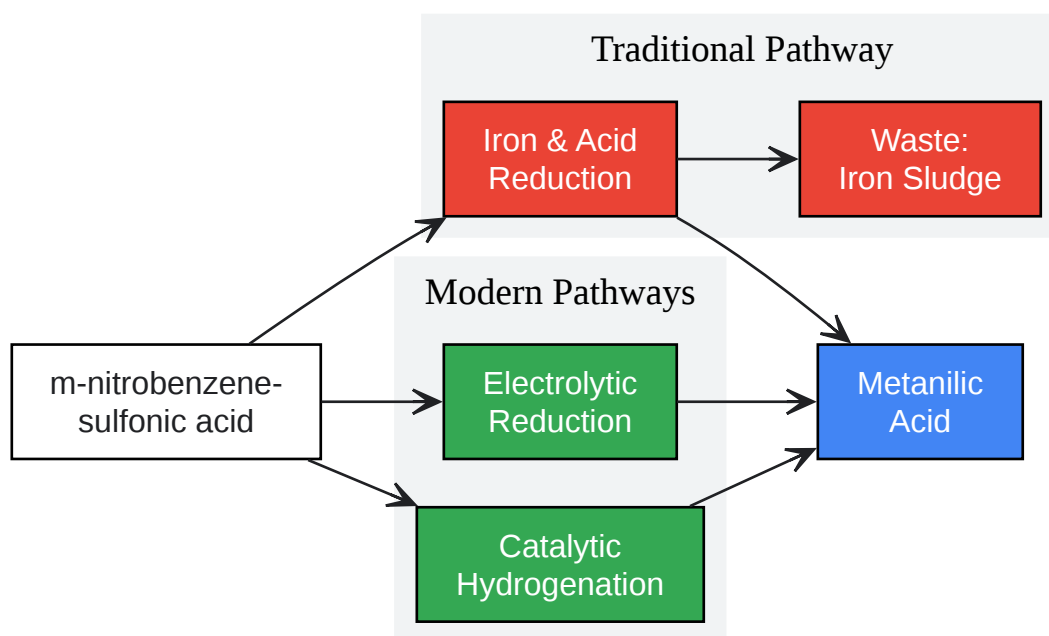 Traditional Pathway
Iron & Acid
Reduction
Waste:
Iron Sludge
Modern Pathways
m-nitrobenzene-
sulfonic acid
Electrolytic
Reduction
Metanilic
Acid
Catalytic
Hydrogenation